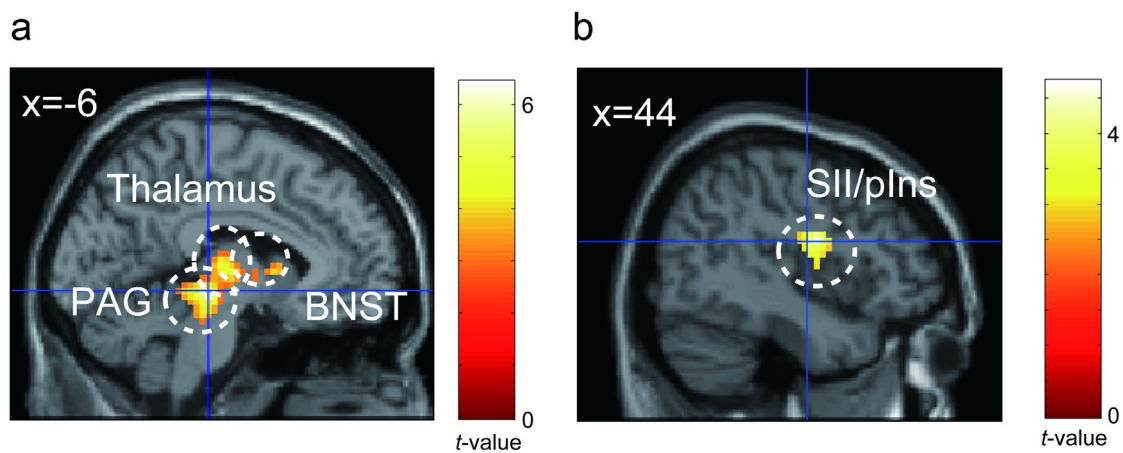 a
x=-6
Thalamus
PAG
BNST
6
0
t-value
b
x=44
SII/pIns
4
0
t-value